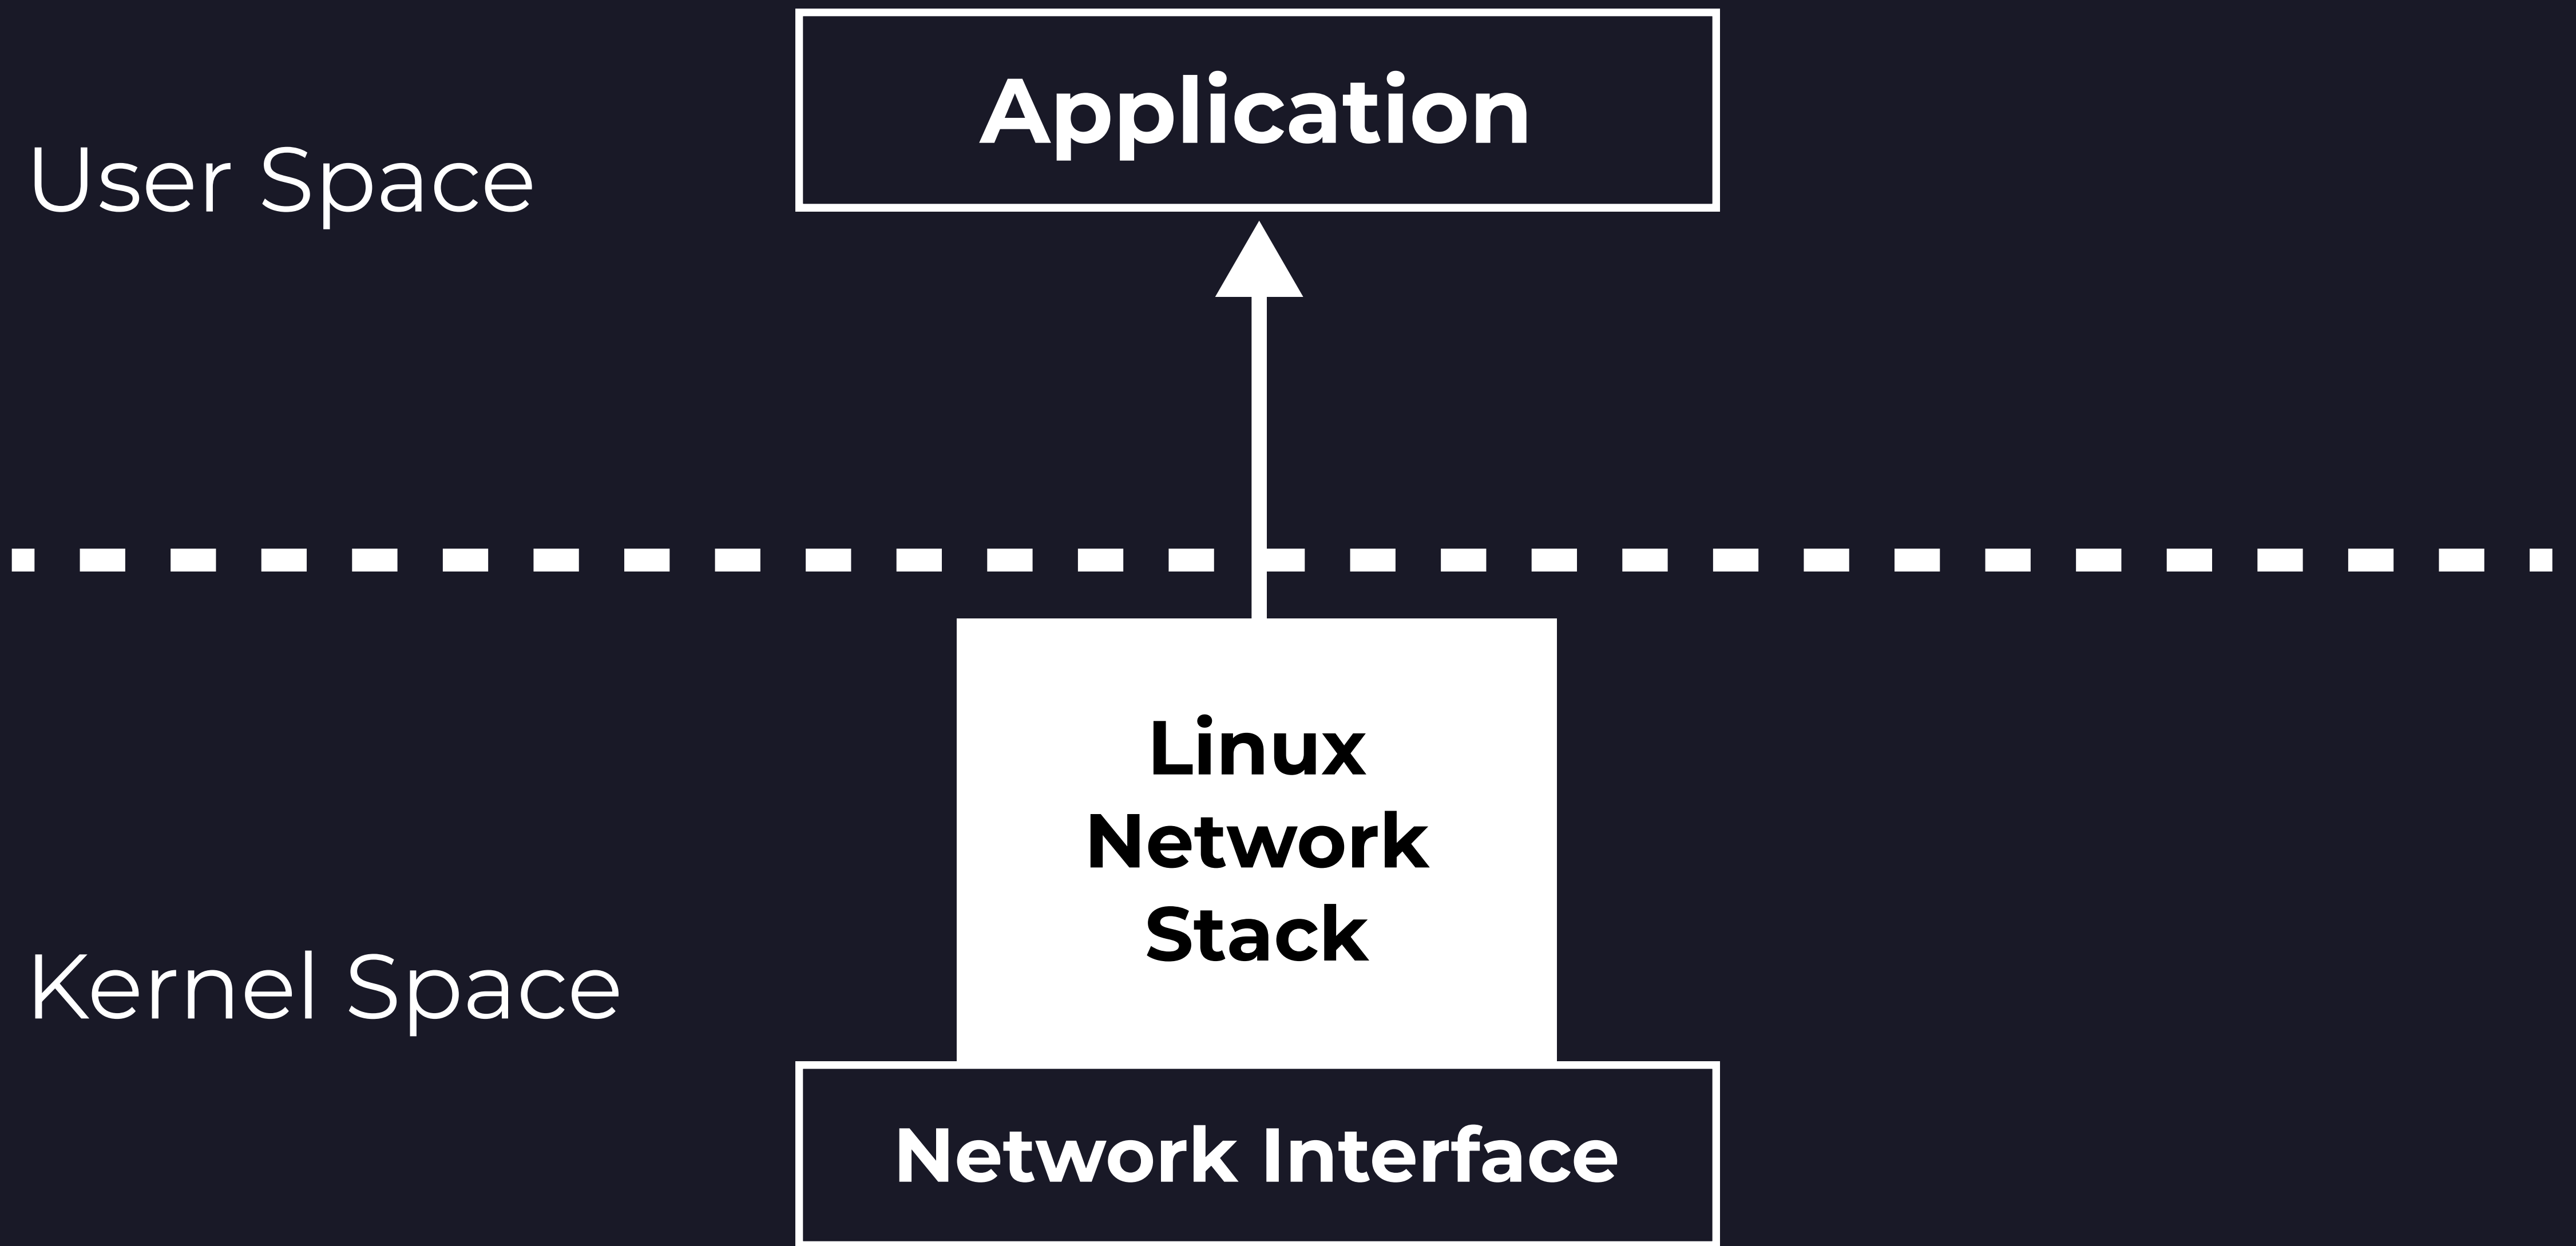 Application
User Space
Linux
Network
Stack
Kernel Space
Network Interface